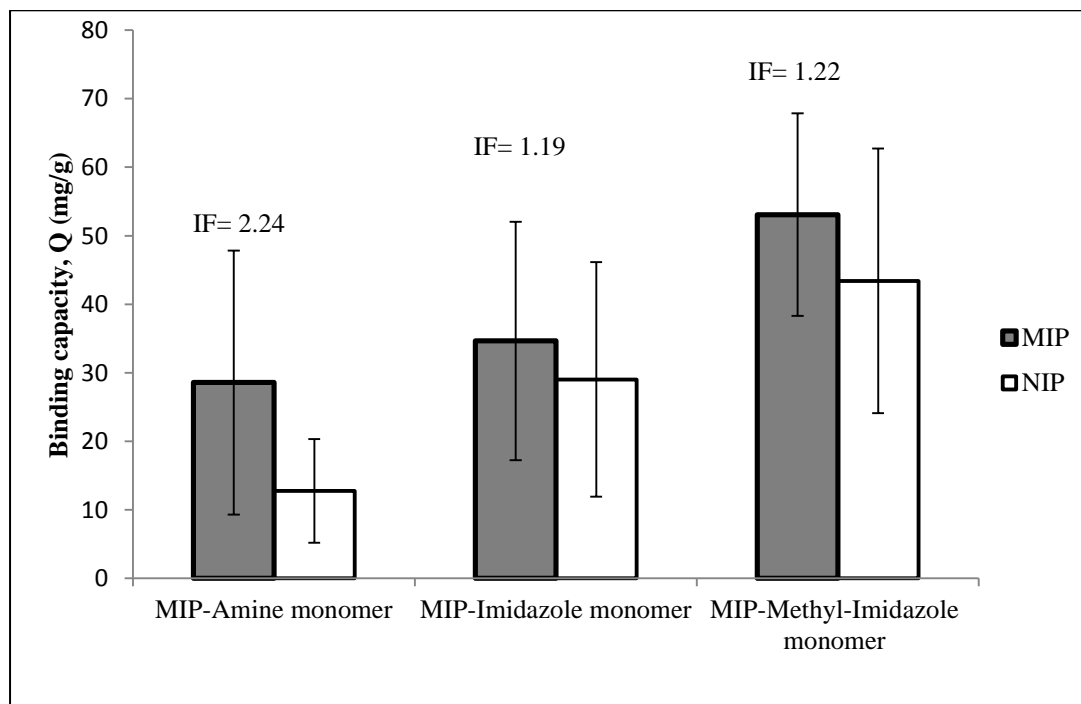 80
70
60
50
40
30
20
10
0
Binding capacity, Q (mg/g)
IF= 2.24
IF= 1.19
IF= 1.22
MIP-Amine monomer
MIP-Imidazole monomer
MIP-Methyl-Imidazole
monomer
MIP
NIP